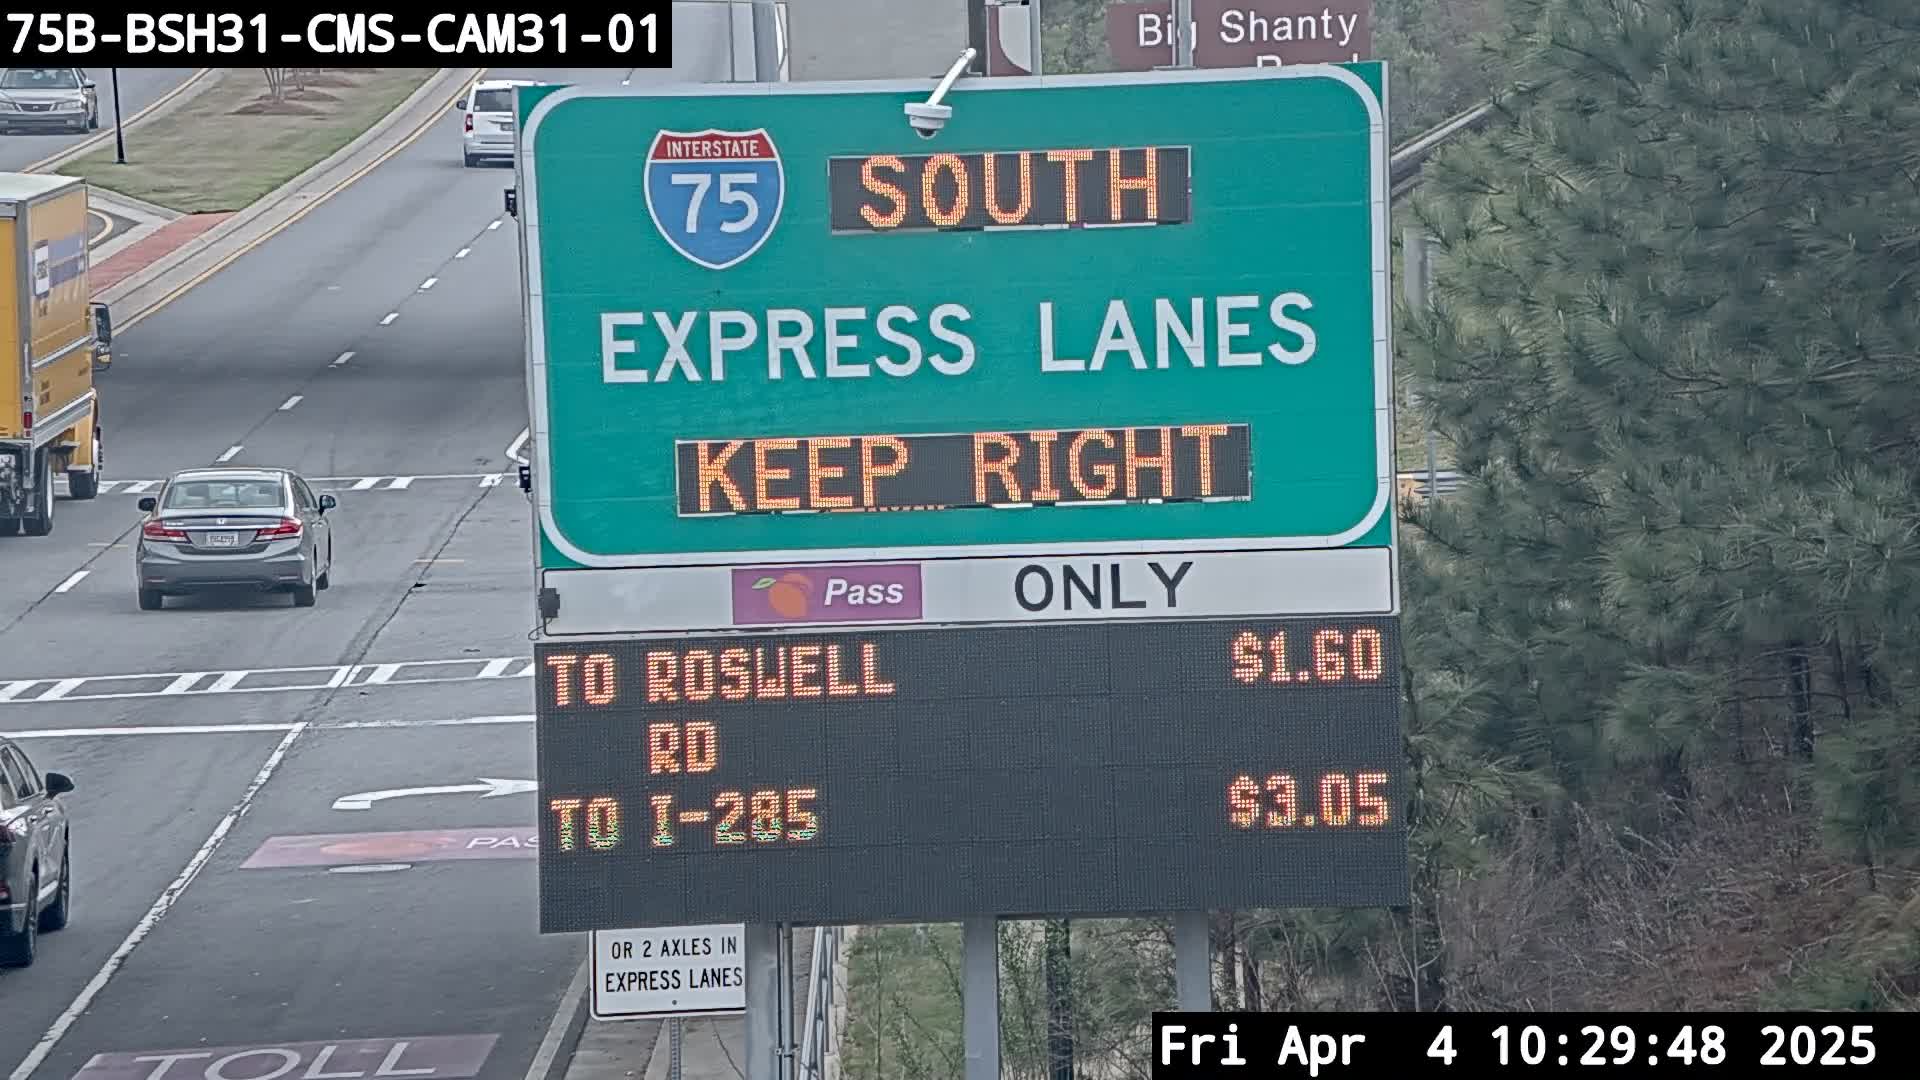 75B-BSH31-CMS-CAM31-01
Big Shanty
Road
INTERSTATE
75
SOUTH
EXPRESS LANES
KEEP RIGHT
Pass
ONLY
TO ROSWELL $1.60
RD
TO I-285 $3.05
PAS
OR 2 AXLES IN
EXPRESS LANES
TOLL
Fri Apr 4 10:29:48 2025